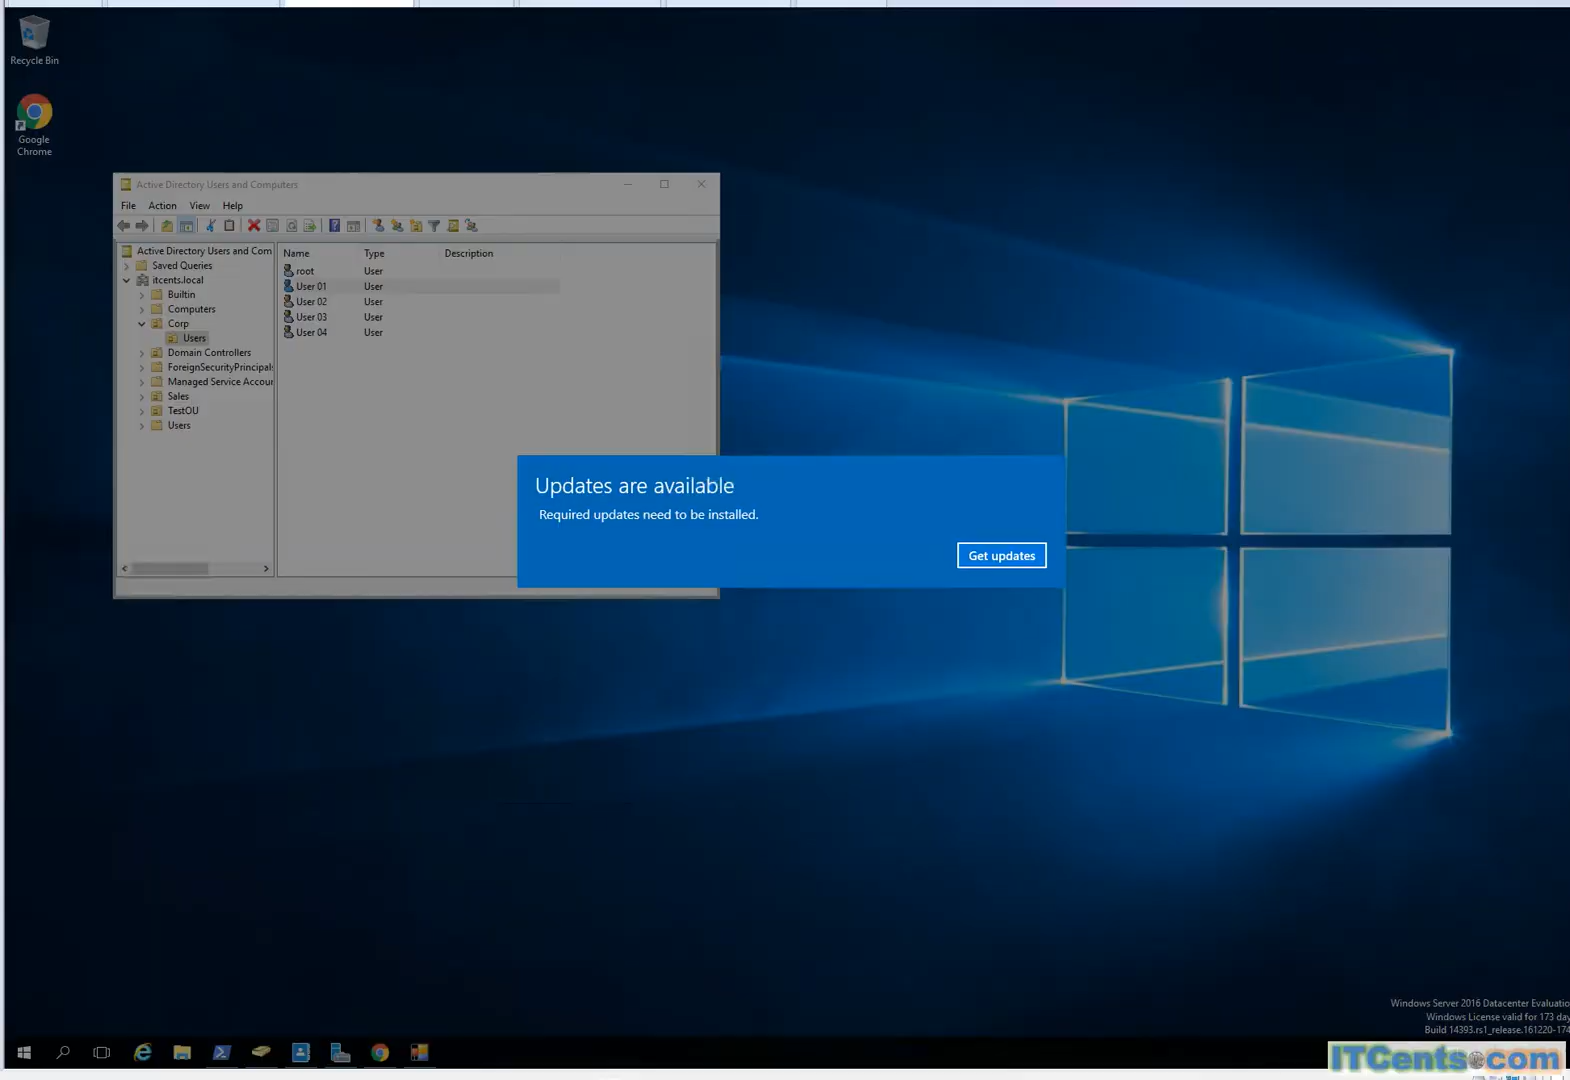 Recycle Bin
Google
Chrome
Active Directory Users and Computers
File Action View Help
Active Directory Users and Com
Saved Queries
itcents.local
Builtin
Computers
Corp
Users
Domain Controllers
ForeignSecurityPrincipals
Managed Service Accour
Sales
TestOU
Users
Name Type Description
root User
User 01 User
User 02 User
User 03 User
User 04 User
Updates are available
Required updates need to be installed.
Get updates
Windows Server 2016 Datacenter Evaluatio
Windows License valid for 173 day
Build 14393.rs1_release.161220-174
ITCents.com